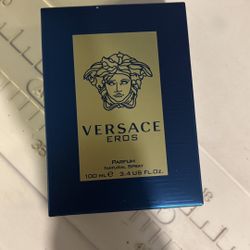 VERSACE
EROS
PARFUM
NATURAL SPRAY
100 ml ℮ 3.4 US FL.Oz.